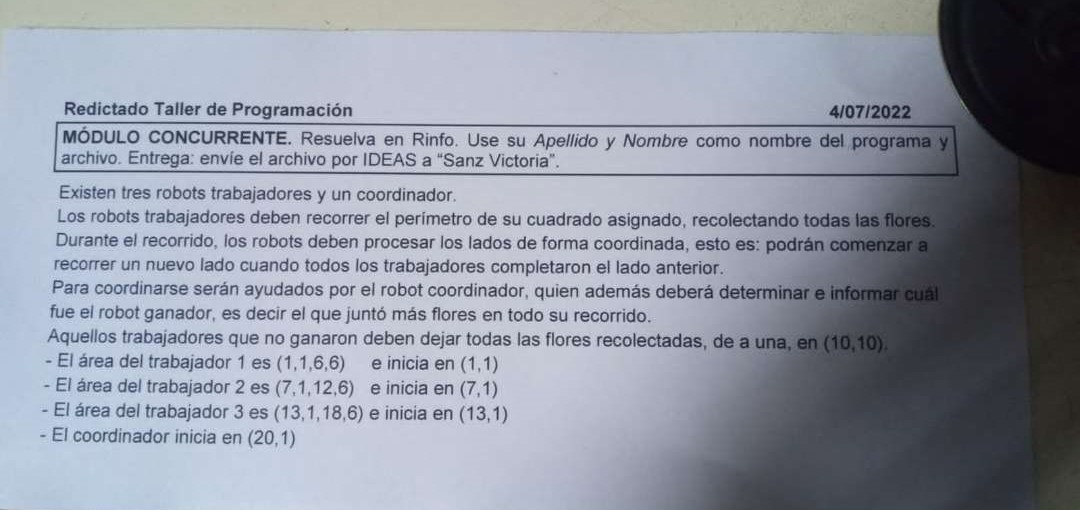 Redictado Taller de Programación 4/07/2022
MÓDULO CONCURRENTE. Resuelva en Rinfo. Use su Apellido y Nombre como nombre del programa y
archivo. Entrega: envíe el archivo por IDEAS a “Sanz Victoria”.
Existen tres robots trabajadores y un coordinador.
Los robots trabajadores deben recorrer el perímetro de su cuadrado asignado, recolectando todas las flores.
Durante el recorrido, los robots deben procesar los lados de forma coordinada, esto es: podrán comenzar a
recorrer un nuevo lado cuando todos los trabajadores completaron el lado anterior.
Para coordinarse serán ayudados por el robot coordinador, quien además deberá determinar e informar cuál
fue el robot ganador, es decir el que juntó más flores en todo su recorrido.
Aquellos trabajadores que no ganaron deben dejar todas las flores recolectadas, de a una, en (10,10).
- El área del trabajador 1 es (1,1,6,6) e inicia en (1,1)
- El área del trabajador 2 es (7,1,12,6) e inicia en (7,1)
- El área del trabajador 3 es (13,1,18,6) e inicia en (13,1)
- El coordinador inicia en (20,1)